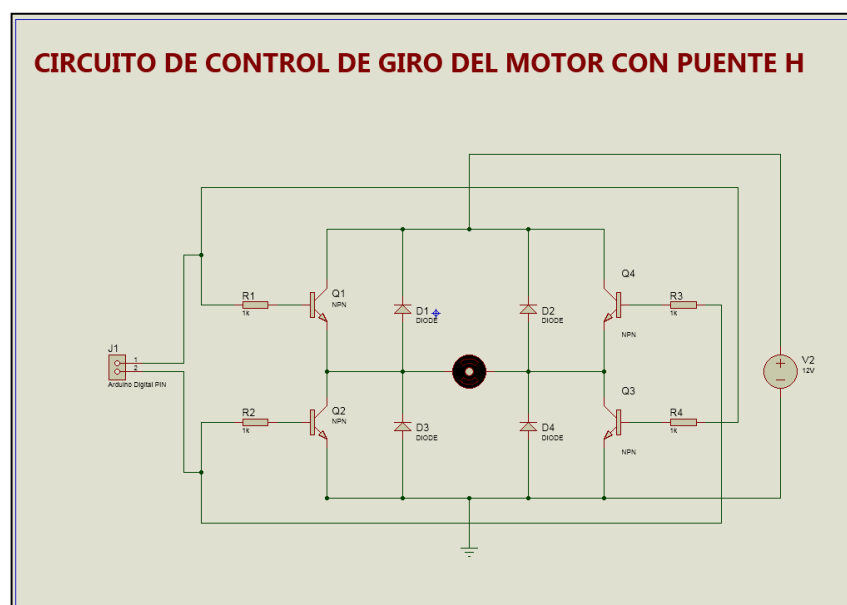 CIRCUITO DE CONTROL DE GIRO DEL MOTOR CON PUENTE H
Q4
NPN
R1
1K
Q1
NPN
D1
DIODE
D2
DIODE
R3
1K
J1
1
2
Arduino Digital PIN
V2
12V
R2
1K
Q2
NPN
D3
DIODE
D4
DIODE
Q3
NPN
R4
1K